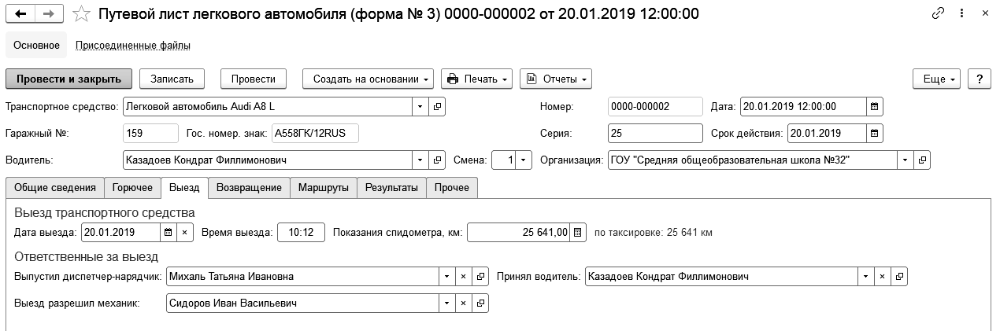 Путевой лист легкового автомобиля (форма № 3) 0000-000002 от 20.01.2019 12:00:00
Основное Присоединенные файлы
Провести и закрыть Записать Провести Создать на основании Печать Отчеты Еще ?
Транспортное средство: Легковой автомобиль Audi A8 L Номер: 0000-000002 Дата: 20.01.2019 12:00:00
Гаражный №: 159 Гос. номер. знак: А558ГК/12RUS Серия: 25 Срок действия: 20.01.2019
Водитель: Казадоев Кондрат Филлимонович Смена: 1 Организация: ГОУ "Средняя общеобразовательная школа №32"
Общие сведения Горючее Выезд Возвращение Маршруты Результаты Прочее
Выезд транспортного средства
Дата выезда: 20.01.2019 Время выезда: 10:12 Показания спидометра, км: 25 641,00 по таксировке: 25 641 км
Ответственные за выезд
Выпустил диспетчер-нарядчик: Михаль Татьяна Ивановна Принял водитель: Казадоев Кондрат Филлимонович
Выезд разрешил механик: Сидоров Иван Васильевич